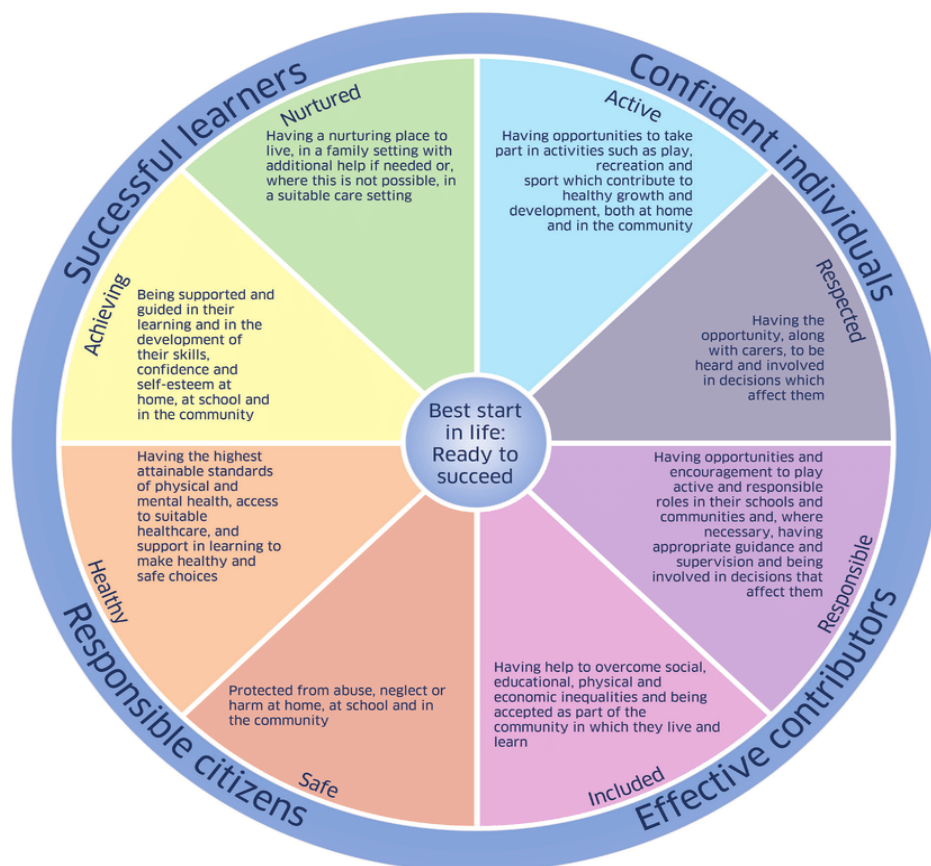 Successful learners
Confident individuals
Nurtured
Having a nurturing place to
live, in a family setting with
additional help if needed or,
where this is not possible, in
a suitable care setting
Active
Having opportunities to take
part in activities such as play,
recreation and
sport which contribute to
healthy growth and
development, both at home
and in the community
Achieving
Being supported and
guided in their
learning and in the
development of
their skills,
confidence and
self-esteem at
home, at school and
in the community
Respected
Having the
opportunity, along
with carers, to be
heard and involved
in decisions which
affect them
Best start
in life:
Ready to
succeed
Healthy
Having the highest
attainable standards
of physical and
mental health, access
to suitable
healthcare, and
support in learning to
make healthy and
safe choices
Responsible
Having opportunities and
encouragement to play
active and responsible
roles in their schools and
communities and, where
necessary, having
appropriate guidance and
supervision and being
involved in decisions that
affect them
Protected from abuse, neglect or
harm at home, at school and in
the community
Safe
Having help to overcome social,
educational, physical and
economic inequalities and being
accepted as part of the
community in which they live and
learn
Included
Responsible citizens
Effective contributors